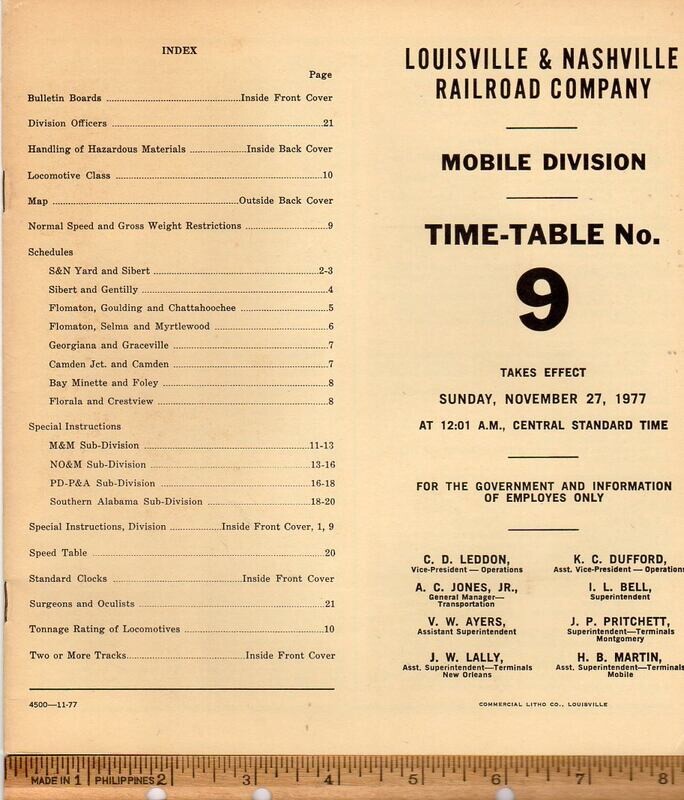 INDEX
Page
Bulletin Boards ................................................Inside Front Cover
Division Officers ..............................................................................21
Handling of Hazardous Materials ....................Inside Back Cover
Locomotive Class ...........................................................................10
Map ..................................................................Outside Back Cover
Normal Speed and Gross Weight Restrictions .............................9
Schedules
S&N Yard and Sibert ............................................................2-3
Sibert and Gentilly ....................................................................4
Flomaton, Goulding and Chattahoochee ................................5
Flomaton, Selma and Myrtlewood .........................................6
Georgiana and Graceville ........................................................7
Camden Jct. and Camden .......................................................7
Bay Minette and Foley ............................................................8
Florala and Crestview .............................................................8
Special Instructions
M&M Sub-Division ...........................................................11-13
NO&M Sub-Division ..........................................................13-16
PD-P&A Sub-Division .......................................................16-18
Southern Alabama Sub-Division .......................................18-20
Special Instructions, Division ..................Inside Front Cover, 1, 9
Speed Table ...................................................................................20
Standard Clocks ..............................................Inside Front Cover
Surgeons and Oculists ..................................................................21
Tonnage Rating of Locomotives ...................................................10
Two or More Tracks..........................................Inside Front Cover
4500—11-77
LOUISVILLE & NASHVILLE
RAILROAD COMPANY
MOBILE DIVISION
TIME-TABLE No.
9
TAKES EFFECT
SUNDAY, NOVEMBER 27, 1977
AT 12:01 A.M., CENTRAL STANDARD TIME
FOR THE GOVERNMENT AND INFORMATION
OF EMPLOYES ONLY
C. D. LEDDON,
Vice-President — Operations
K. C. DUFFORD,
Asst. Vice-President — Operations
A. C. JONES, JR.,
General Manager—
Transportation
I. L. BELL,
Superintendent
V. W. AYERS,
Assistant Superintendent
J. P. PRITCHETT,
Superintendent—Terminals
Montgomery
J. W. LALLY,
Asst. Superintendent—Terminals
New Orleans
H. B. MARTIN,
Asst. Superintendent—Terminals
Mobile
COMMERCIAL LITHO CO., LOUISVILLE
MADE IN 1 PHILIPPINES 2 3 4 5 6 7 8